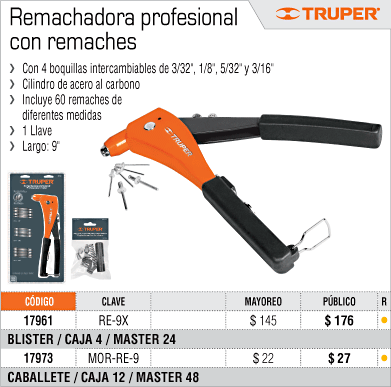 Remachadora profesional
con remaches
TRUPER®
Con 4 boquillas intercambiables de 3/32", 1/8", 5/32" y 3/16"
Cilindro de acero al carbono
Incluye 60 remaches de
diferentes medidas
1 Llave
Largo: 9"
TRUPER
TRUPER
TRUPER
CÓDIGO CLAVE MAYOREO PÚBLICO R
17961 RE-9X $ 145 $ 176
BLISTER / CAJA 4 / MASTER 24
17973 MOR-RE-9 $ 22 $ 27
CABALLETE / CAJA 12 / MASTER 48